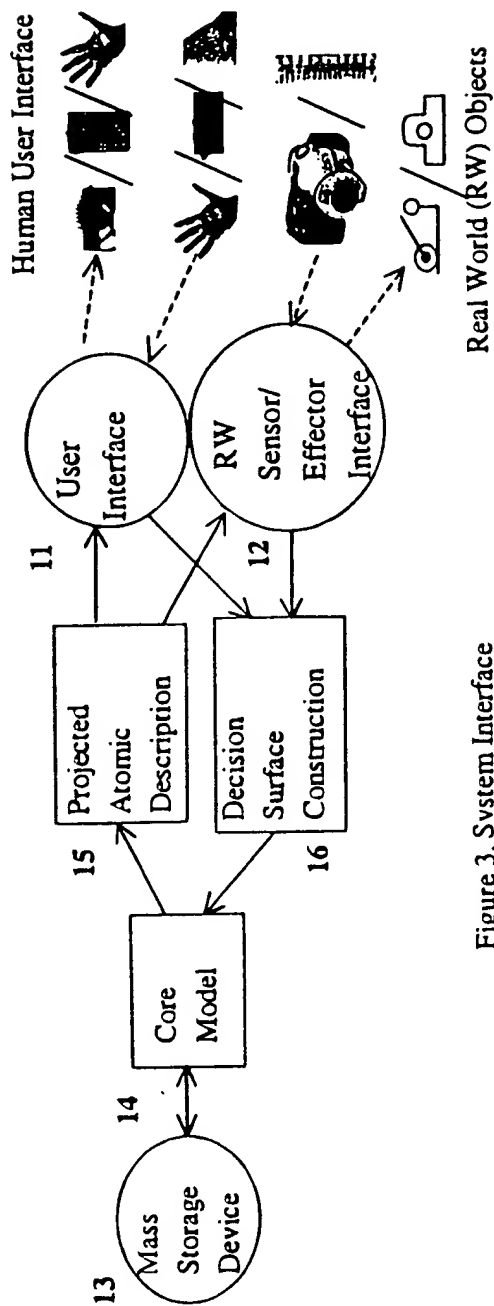 Human User Interface
11
User
Interface
15
Projected
Atomic
Description
13
Mass
Storage
Device
14
Core
Model
16
Decision
Surface
Construction
12
RW
Sensor/
Effector
Interface
Real World (RW) Objects
Figure 3. System Interface